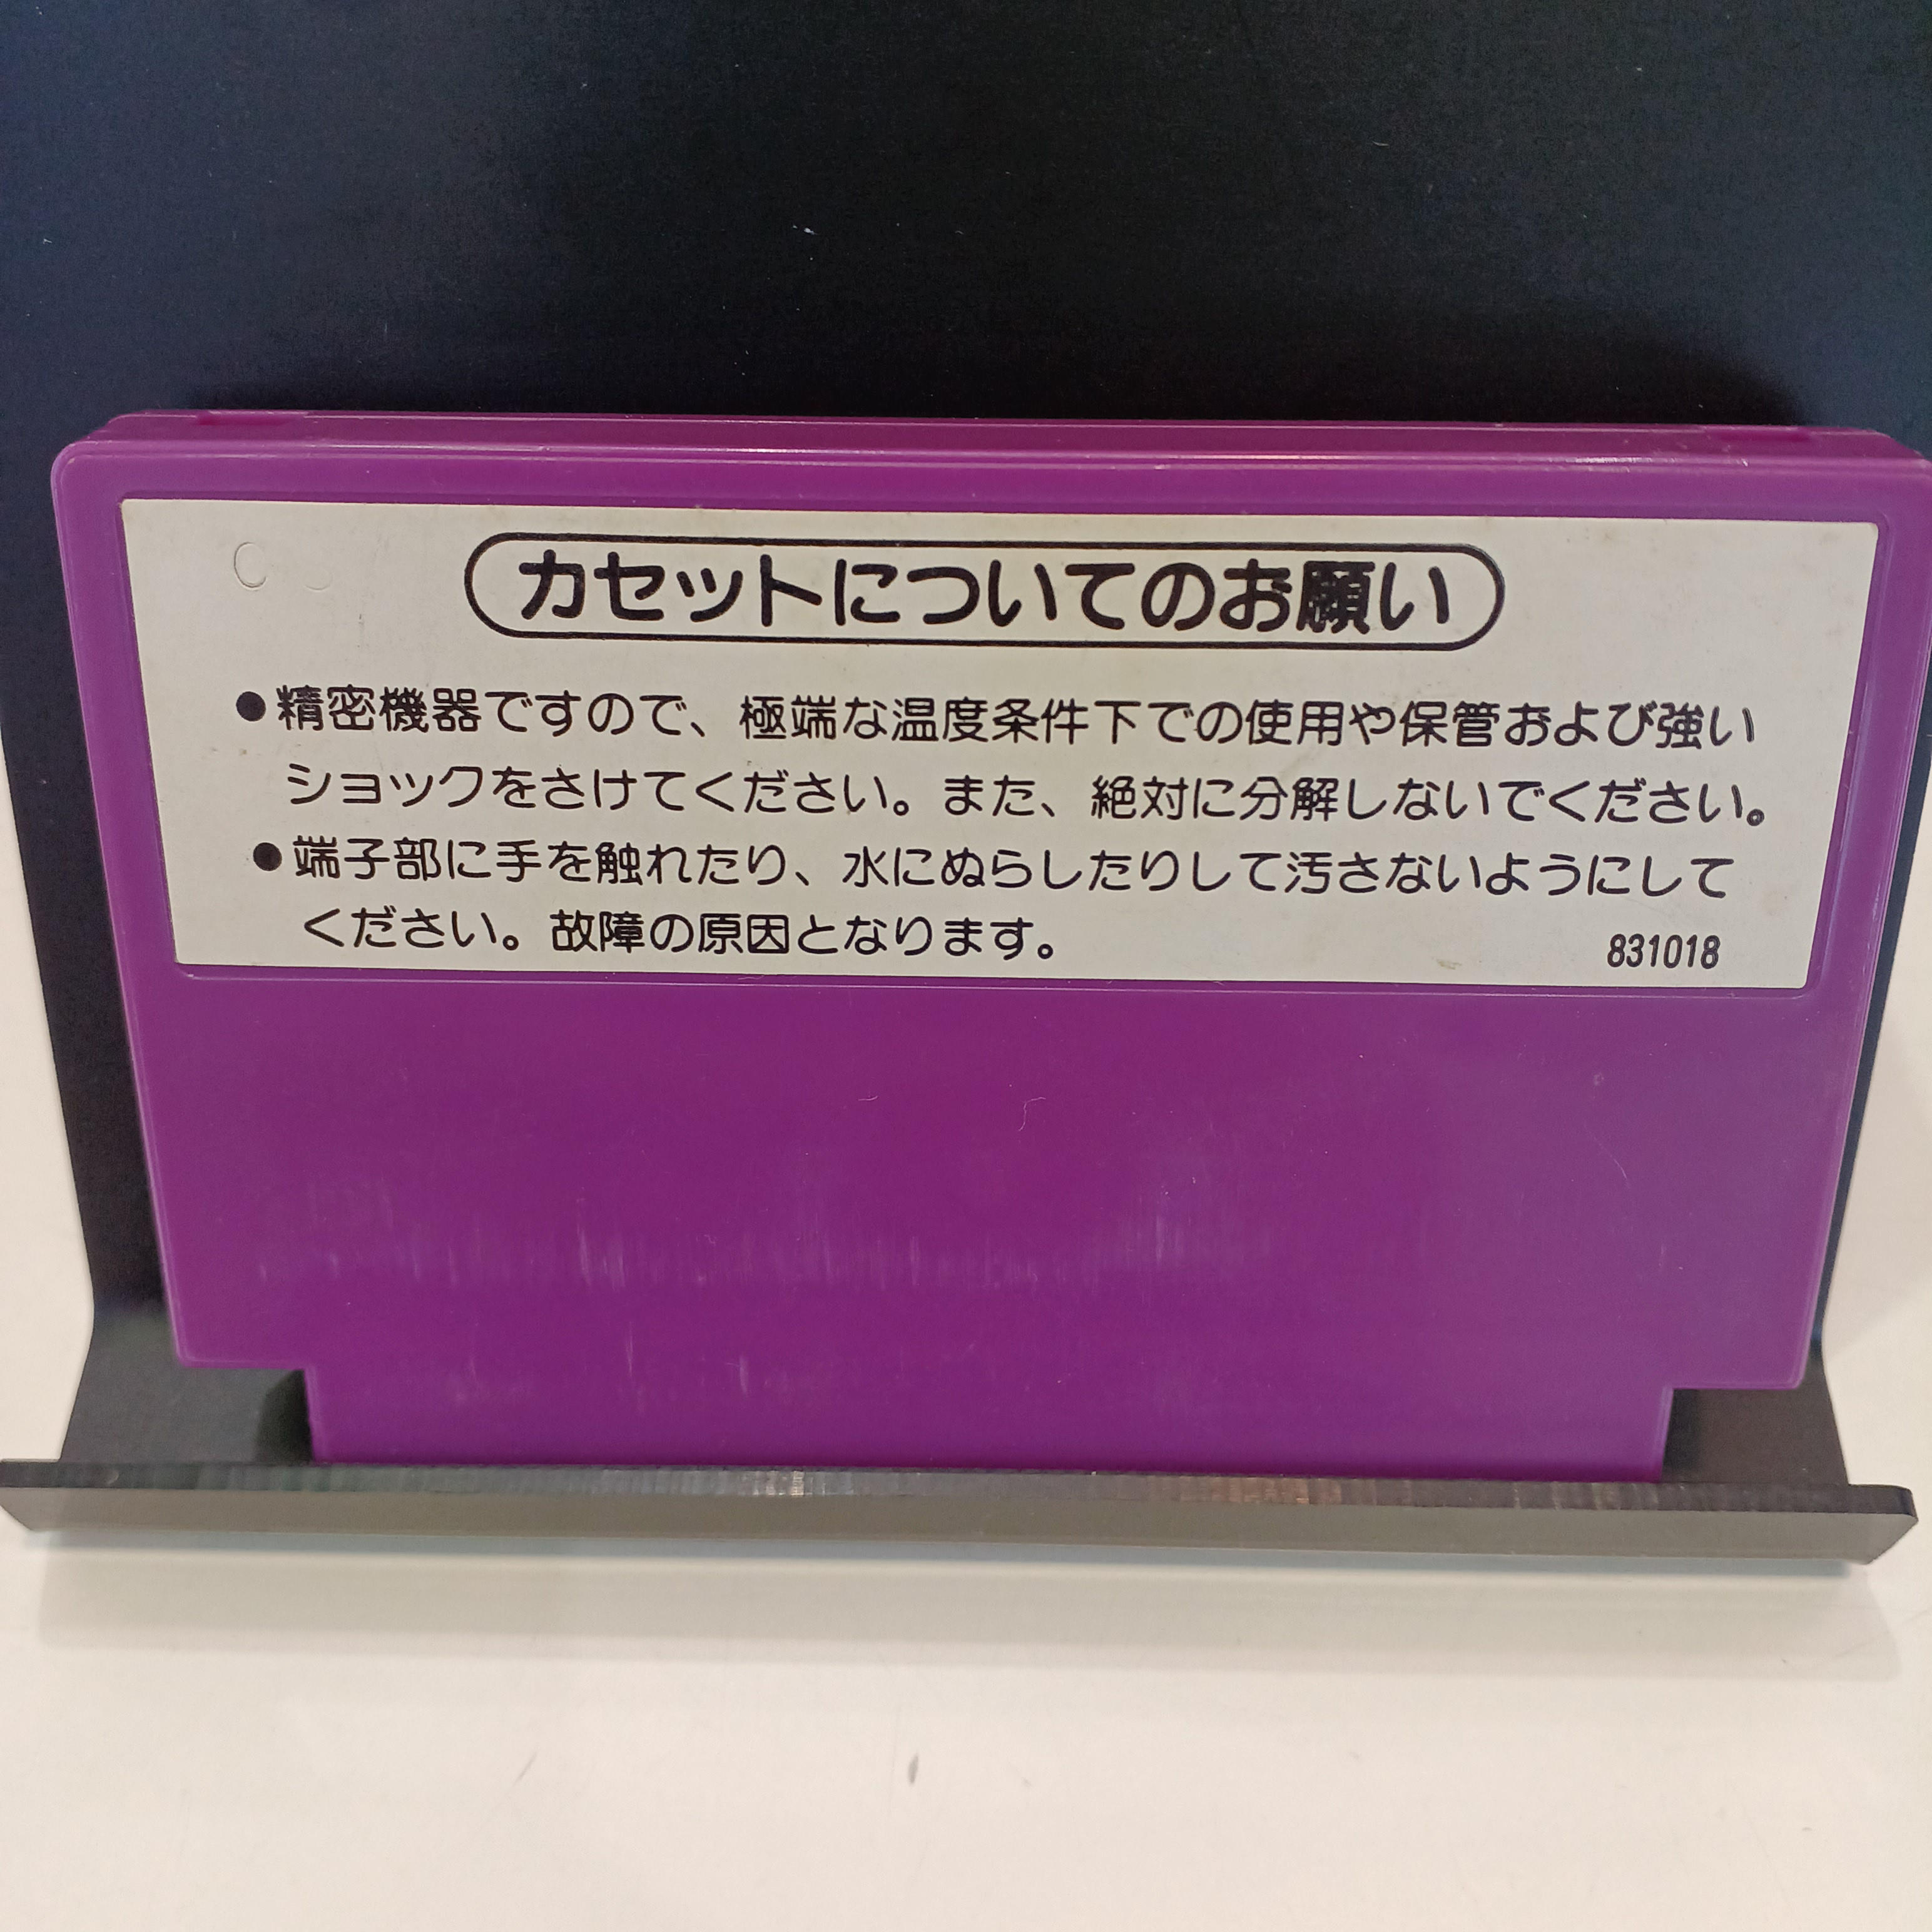 カセットについてのお願い
●精密機器ですので、極端な温度条件下での使用や保管および強い
ショックをさけてください。また、絶対に分解しないでください。
●端子部に手を触れたり、水にぬらしたりして汚さないようにして
ください。故障の原因となります。
831018